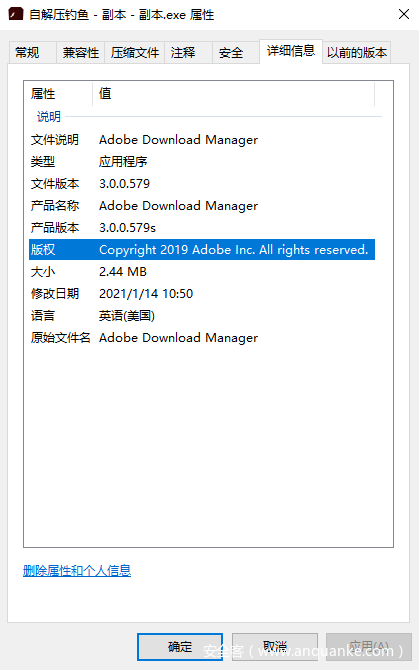 自解压钓鱼 - 副本 - 副本.exe 属性
常规 兼容性 压缩文件 注释 安全 详细信息 以前的版本
属性 值
说明
文件说明 Adobe Download Manager
类型 应用程序
文件版本 3.0.0.579
产品名称 Adobe Download Manager
产品版本 3.0.0.579s
版权 Copyright 2019 Adobe Inc. All rights reserved.
大小 2.44 MB
修改日期 2021/1/14 10:50
语言 英语(美国)
原始文件名 Adobe Download Manager
删除属性和个人信息
确定 取消 应用(A)
安全客（www.anquanke.com）